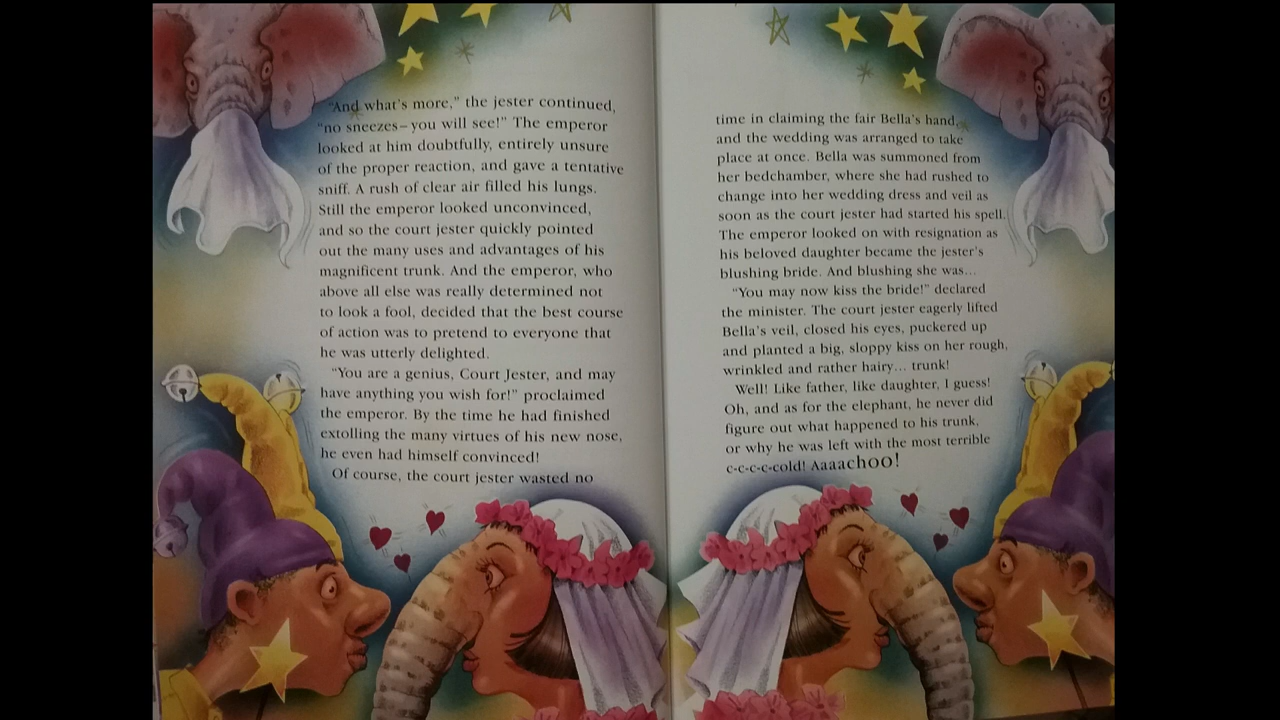 “And what’s more,” the jester continued,
“no sneezes – you will see!” The emperor
looked at him doubtfully, entirely unsure
of the proper reaction, and gave a tentative
sniff. A rush of clear air filled his lungs.
Still the emperor looked unconvinced,
and so the court jester quickly pointed
out the many uses and advantages of his
magnificent trunk. And the emperor, who
above all else was really determined not
to look a fool, decided that the best course
of action was to pretend to everyone that
he was utterly delighted.
“You are a genius, Court Jester, and may
have anything you wish for!” proclaimed
the emperor. By the time he had finished
extolling the many virtues of his new nose,
he even had himself convinced!
Of course, the court jester wasted no
time in claiming the fair Bella’s hand,
and the wedding was arranged to take
place at once. Bella was summoned from
her bedchamber, where she had rushed to
change into her wedding dress and veil as
soon as the court jester had started his spell.
The emperor looked on with resignation as
his beloved daughter became the jester’s
blushing bride. And blushing she was...
“You may now kiss the bride!” declared
the minister. The court jester eagerly lifted
Bella’s veil, closed his eyes, puckered up
and planted a big, sloppy kiss on her rough,
wrinkled and rather hairy... trunk!
Well! Like father, like daughter, I guess!
Oh, and as for the elephant, he never did
figure out what happened to his trunk,
or why he was left with the most terrible
c-c-c-c-cold! Aaaachoo!